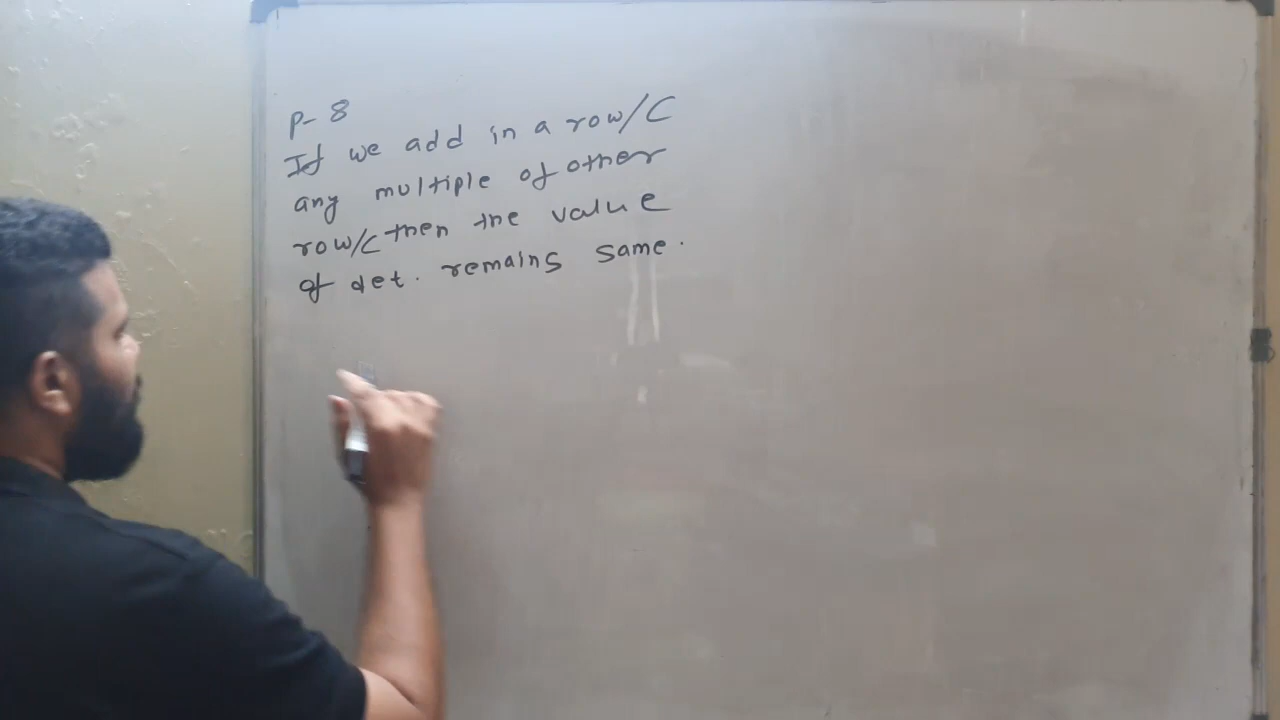 P-8
If we add in a row/C
any multiple of other
row/C then the value
of det. remains same.